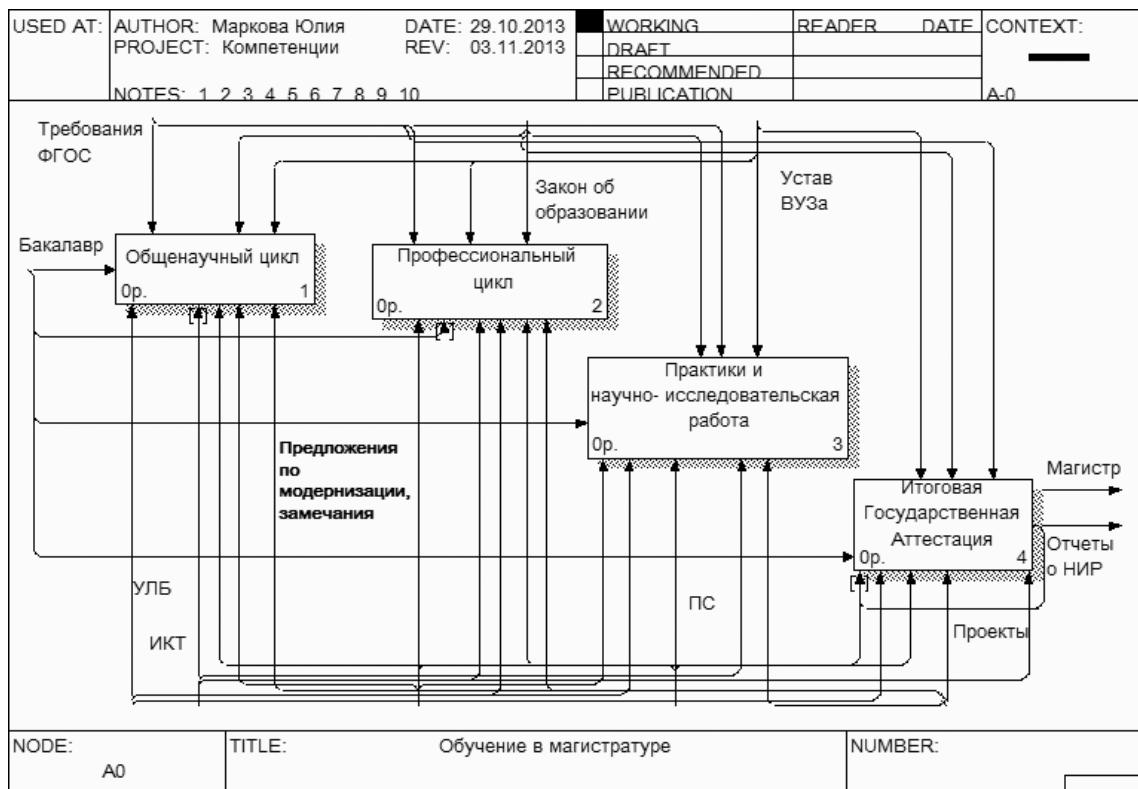 USED AT:
AUTHOR: Маркова Юлия
DATE: 29.10.2013
PROJECT: Компетенции
REV: 03.11.2013
NOTES: 1 2 3 4 5 6 7 8 9 10
WORKING
DRAFT
RECOMMENDED
PUBLICATION
READER DATE
CONTEXT:
A-0
Требования
ФГОС
Закон об
образовании
Устав
ВУЗа
Бакалавр
Общенаучный цикл
0р. 1
Профессиональный
цикл
0р. 2
Практики и
научно- исследовательская
работа
0р. 3
Предложения
по
модернизации,
замечания
Итоговая
Государственная
Аттестация
0р. 4
Магистр
Отчеты
о НИР
УЛБ
ИКТ
ПС
Проекты
NODE:
A0
TITLE:
Обучение в магистратуре
NUMBER: